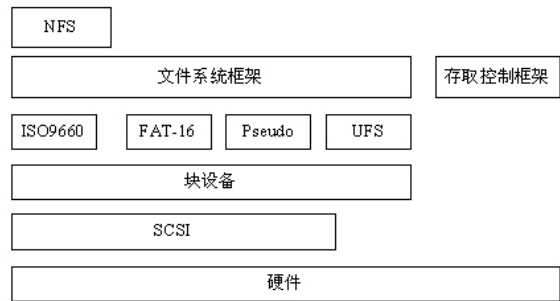 NFS
文件系统框架
存取控制框架
ISO9660
FAT-16
Pseudo
UFS
块设备
SCSI
硬件